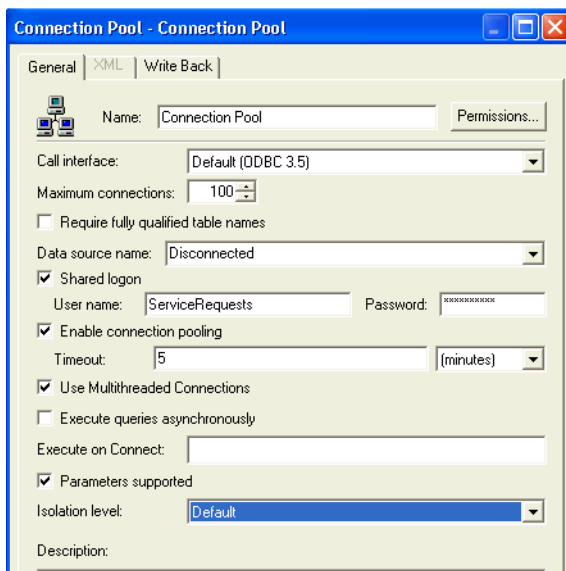 Connection Pool - Connection Pool
General XML Write Back
Name: Connection Pool Permissions...
Call interface: Default (ODBC 3.5)
Maximum connections: 100
Require fully qualified table names
Data source name: Disconnected
Shared logon
User name: ServiceRequests Password: **********
Enable connection pooling
Timeout: 5 (minutes)
Use Multithreaded Connections
Execute queries asynchronously
Execute on Connect:
Parameters supported
Isolation level: Default
Description: